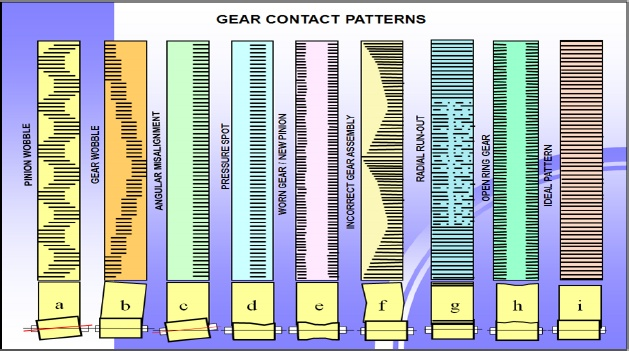 GEAR CONTACT PATTERNS
PINION WOBBLE
GEAR WOBBLE
ANGULAR MISALIGNMENT
PRESSURE SPOT
WORN GEAR / NEW PINION
INCORRECT GEAR ASSEMBLY
RADIAL RUN-OUT
OPEN RING GEAR
IDEAL PATTERN
a
b
c
d
e
f
g
h
i